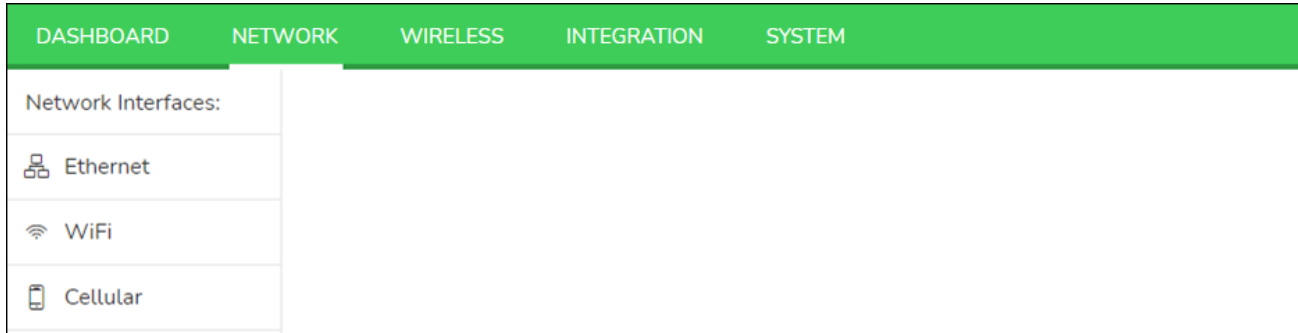 DASHBOARD NETWORK WIRELESS INTEGRATION SYSTEM
Network Interfaces:
Ethernet
WiFi
Cellular